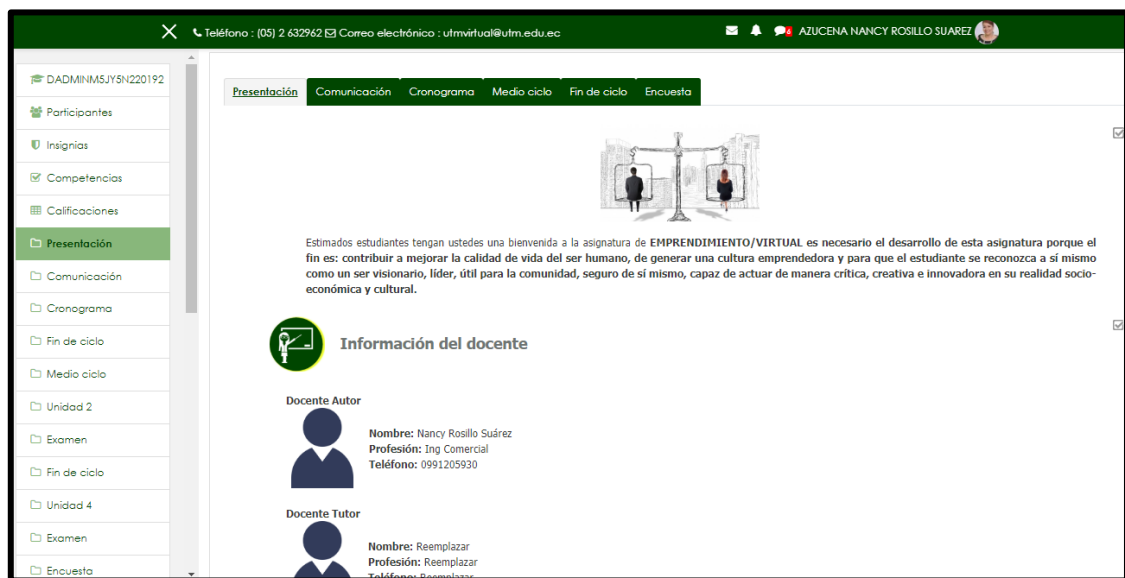 Teléfono : (05) 2 632962 Correo electrónico : utmvirtual@utm.edu.ec
6 AZUCENA NANCY ROSILLO SUAREZ
DADMINM5JY5N220192
Participantes
Insignias
Competencias
Calificaciones
Presentación
Comunicación
Cronograma
Fin de ciclo
Medio ciclo
Unidad 2
Examen
Fin de ciclo
Unidad 4
Examen
Encuesta
Presentación Comunicación Cronograma Medio ciclo Fin de ciclo Encuesta
Estimados estudiantes tengan ustedes una bienvenida a la asignatura de EMPRENDIMIENTO/VIRTUAL es necesario el desarrollo de esta asignatura porque el
fin es: contribuir a mejorar la calidad de vida del ser humano, de generar una cultura emprendedora y para que el estudiante se reconozca a sí mismo
como un ser visionario, líder, útil para la comunidad, seguro de sí mismo, capaz de actuar de manera crítica, creativa e innovadora en su realidad socio-
económica y cultural.
Información del docente
Docente Autor
Nombre: Nancy Rosillo Suárez
Profesión: Ing Comercial
Teléfono: 0991205930
Docente Tutor
Nombre: Reemplazar
Profesión: Reemplazar
Teléfono: Reemplazar